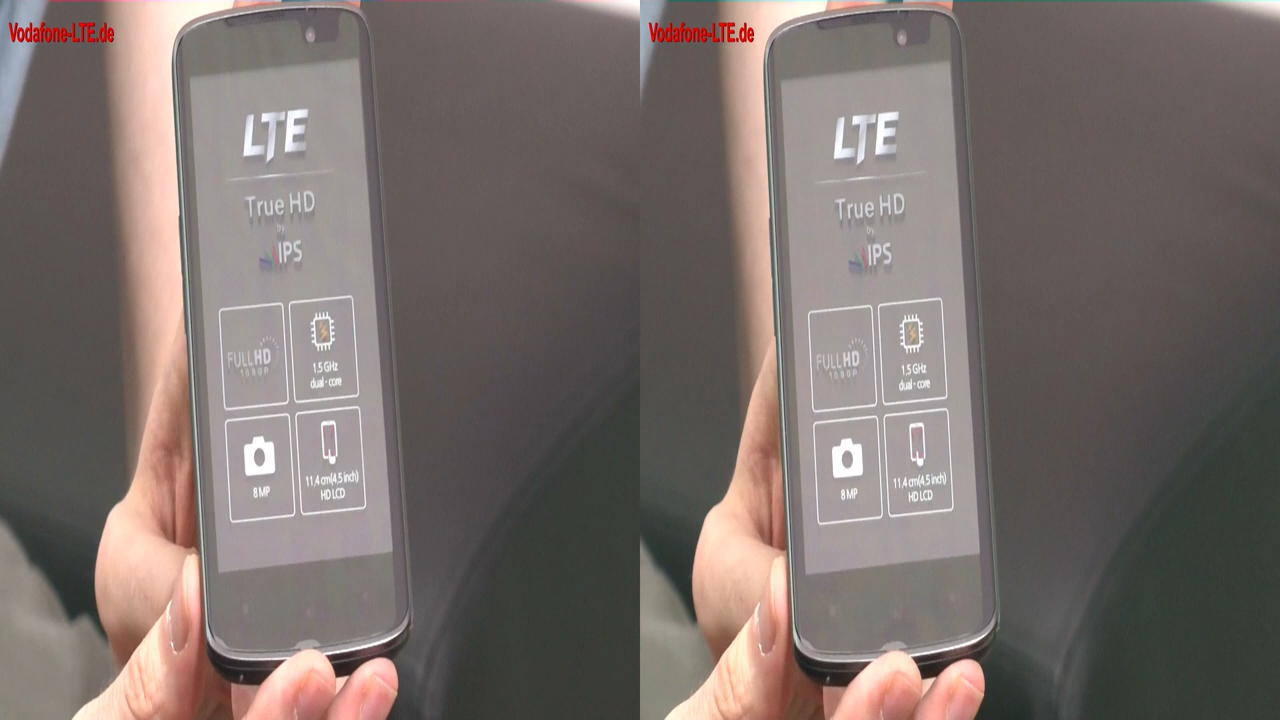 Vodafone-LTE.de
LTE
True HD
by
IPS
FULL HD
1080P
1.5 GHz
dual - core
8 MP
11.4 cm(4.5 inch)
HD LCD
Vodafone-LTE.de
LTE
True HD
by
IPS
FULL HD
1080P
1.5 GHz
dual - core
8 MP
11.4 cm(4.5 inch)
HD LCD